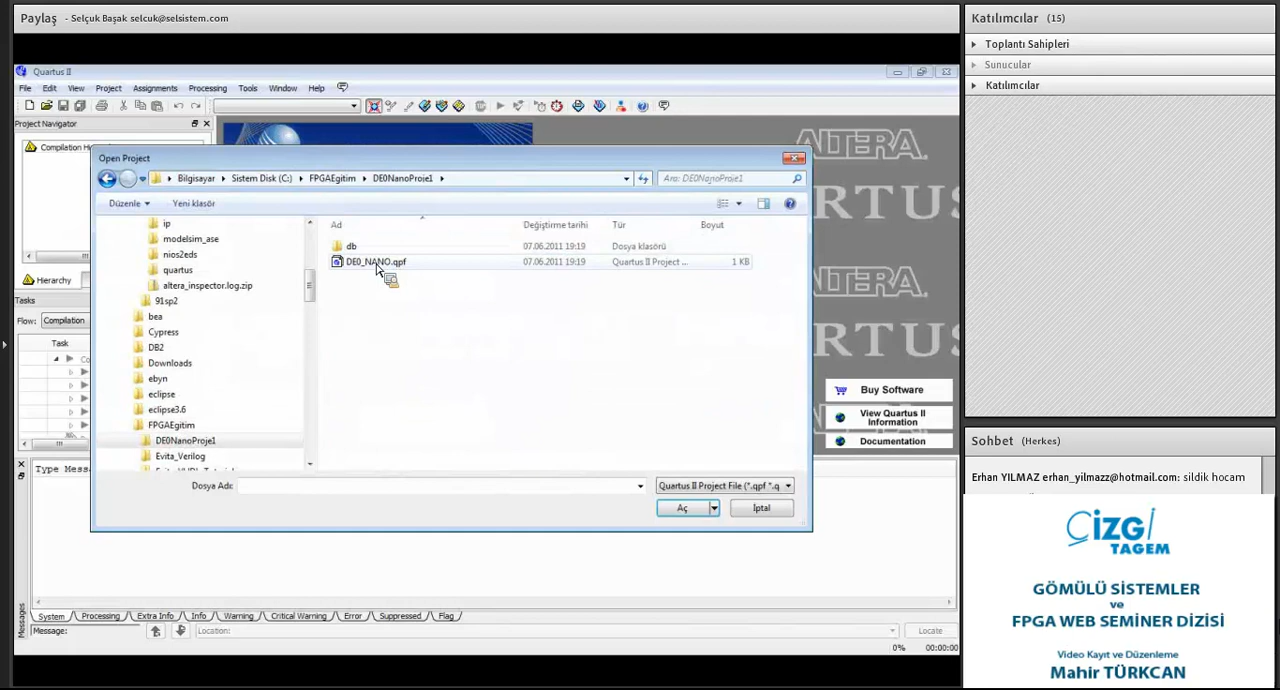 Paylaş - Selçuk Başak selcuk@selsistem.com
Katılımcılar (15)
Toplantı Sahipleri
Sunucular
Katılımcılar
Quartus II
File Edit View Project Assignments Processing Tools Window Help
Project Navigator
Compilation H
ALTERA
Open Project
Bilgisayar Sistem Disk (C:) FPGAEgitim DE0NanoProje1
Ara: DE0NanoProje1
Düzenle Yeni klasör
Ad Değiştirme tarihi Tür Boyut
ip
modelsim_ase
nios2eds
quartus
altera_inspector.log.zip
91sp2
bea
Cypress
DB2
Downloads
ebyn
eclipse
eclipse3.6
FPGAEgitim
DE0NanoProje1
Evita_Verilog
db 07.06.2011 19:19 Dosya klasörü
DE0_NANO.qpf 07.06.2011 19:19 Quartus II Project ... 1 KB
Hierarchy
Tasks
Flow: Compilation
Task
Co
ALTERA
Buy Software
View Quartus II
Information
Documentation
Dosya Adı: Quartus II Project File (*.qpf *.q
Aç İptal
Type Mess
System Processing Extra Info Info Warning Critical Warning Error Suppressed Flag
Messages
Message: Location: Locate
0% 00:00:00
Sohbet (Herkes)
Erhan YILMAZ erhan_yilmazz@hotmail.com: sildik hocam
ÇİZGİ
TAGEM
GÖMÜLÜ SİSTEMLER
ve
FPGA WEB SEMİNER DİZİSİ
Video Kayıt ve Düzenleme
Mahir TÜRKCAN